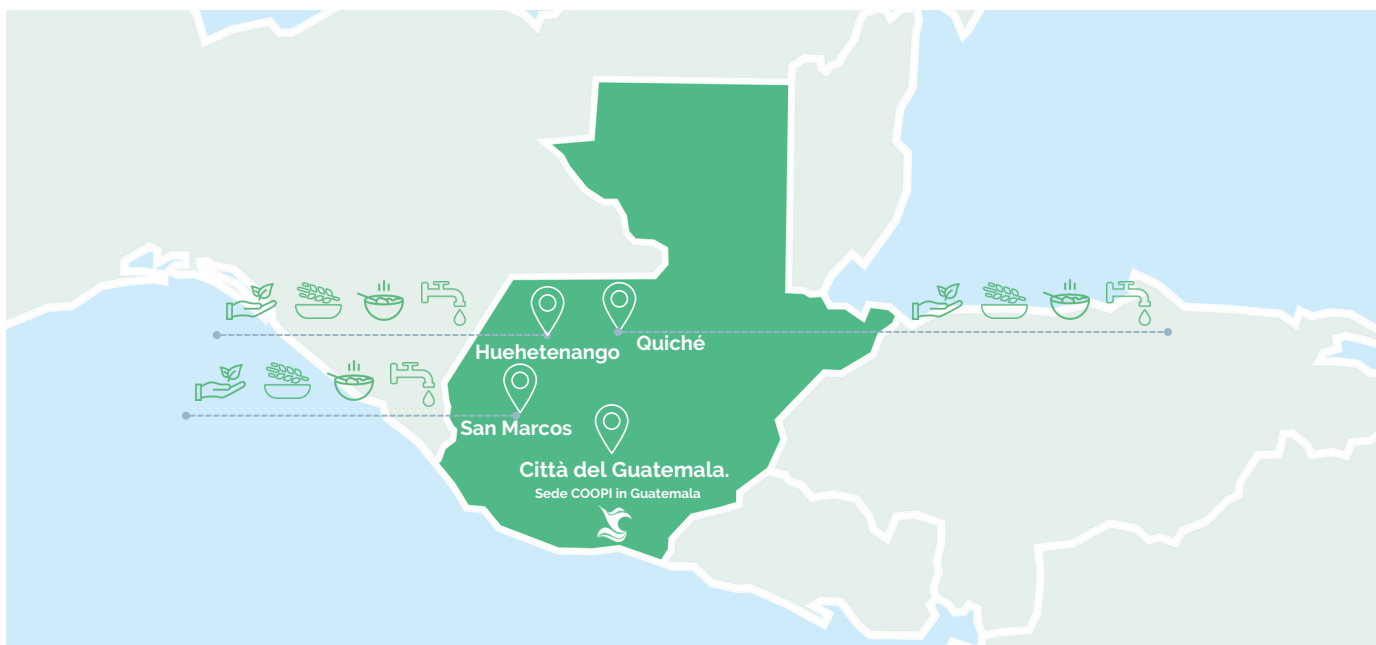 Huehetenango
Quiché
San Marcos
Città del Guatemala.
Sede COOPI in Guatemala